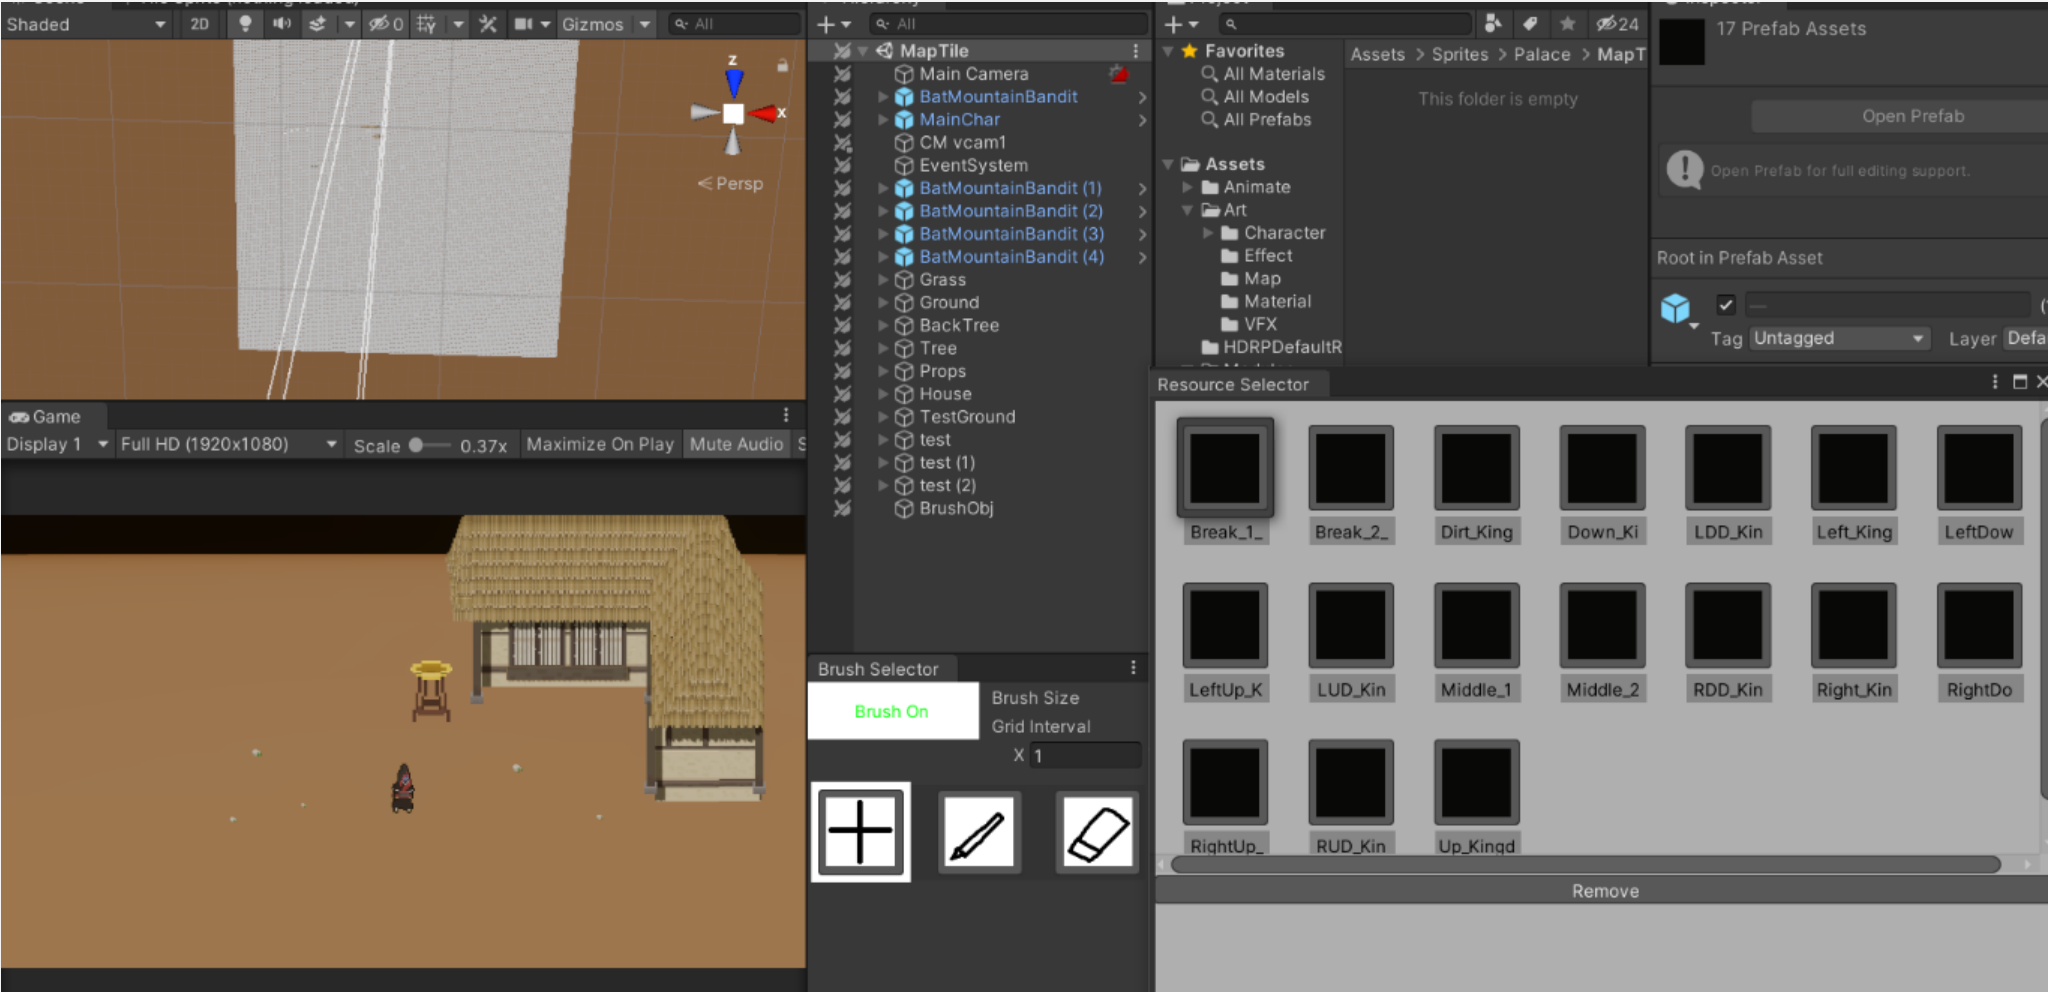 Shaded
2D
0
Gizmos
All
Z
X
Persp
Game
Display 1
Full HD (1920x1080)
Scale
0.37x
Maximize On Play
Mute Audio
All
MapTile
Main Camera
BatMountainBandit
MainChar
CM vcam1
EventSystem
BatMountainBandit (1)
BatMountainBandit (2)
BatMountainBandit (3)
BatMountainBandit (4)
Grass
Ground
BackTree
Tree
Props
House
TestGround
test
test (1)
test (2)
BrushObj
Brush Selector
Brush On
Brush Size
Grid Interval
X 1
24
Favorites
All Materials
All Models
All Prefabs
Assets
Animate
Art
Character
Effect
Map
Material
VFX
HDRPDefaultR
Assets > Sprites > Palace > MapT
This folder is empty
17 Prefab Assets
Open Prefab
Open Prefab for full editing support.
Root in Prefab Asset
Tag Untagged
Layer Defa
Resource Selector
Break_1_ Break_2_ Dirt_King Down_Ki LDD_Kin Left_King LeftDow
LeftUp_K LUD_Kin Middle_1 Middle_2 RDD_Kin Right_Kin RightDo
RightUp_ RUD_Kin Up_Kingd
Remove